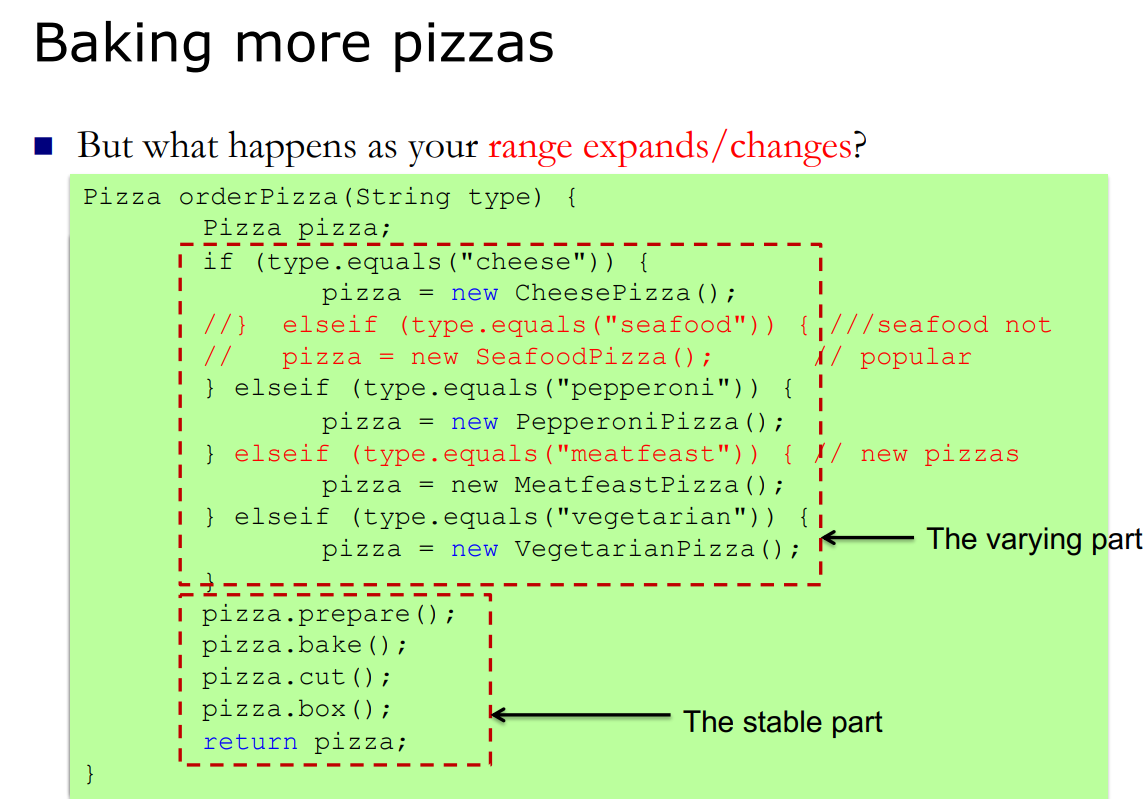 Baking more pizzas
But what happens as your range expands/changes?
Pizza orderPizza(String type) {
Pizza pizza;
if (type.equals("cheese")) {
pizza = new CheesePizza();
//} elseif (type.equals("seafood")) { ///seafood not
// pizza = new SeafoodPizza(); // popular
} elseif (type.equals("pepperoni")) {
pizza = new PepperoniPizza();
} elseif (type.equals("meatfeast")) { // new pizzas
pizza = new MeatfeastPizza();
} elseif (type.equals("vegetarian")) {
pizza = new VegetarianPizza();
The varying part
}
pizza.prepare();
pizza.bake();
pizza.cut();
pizza.box();
The stable part
return pizza;
}